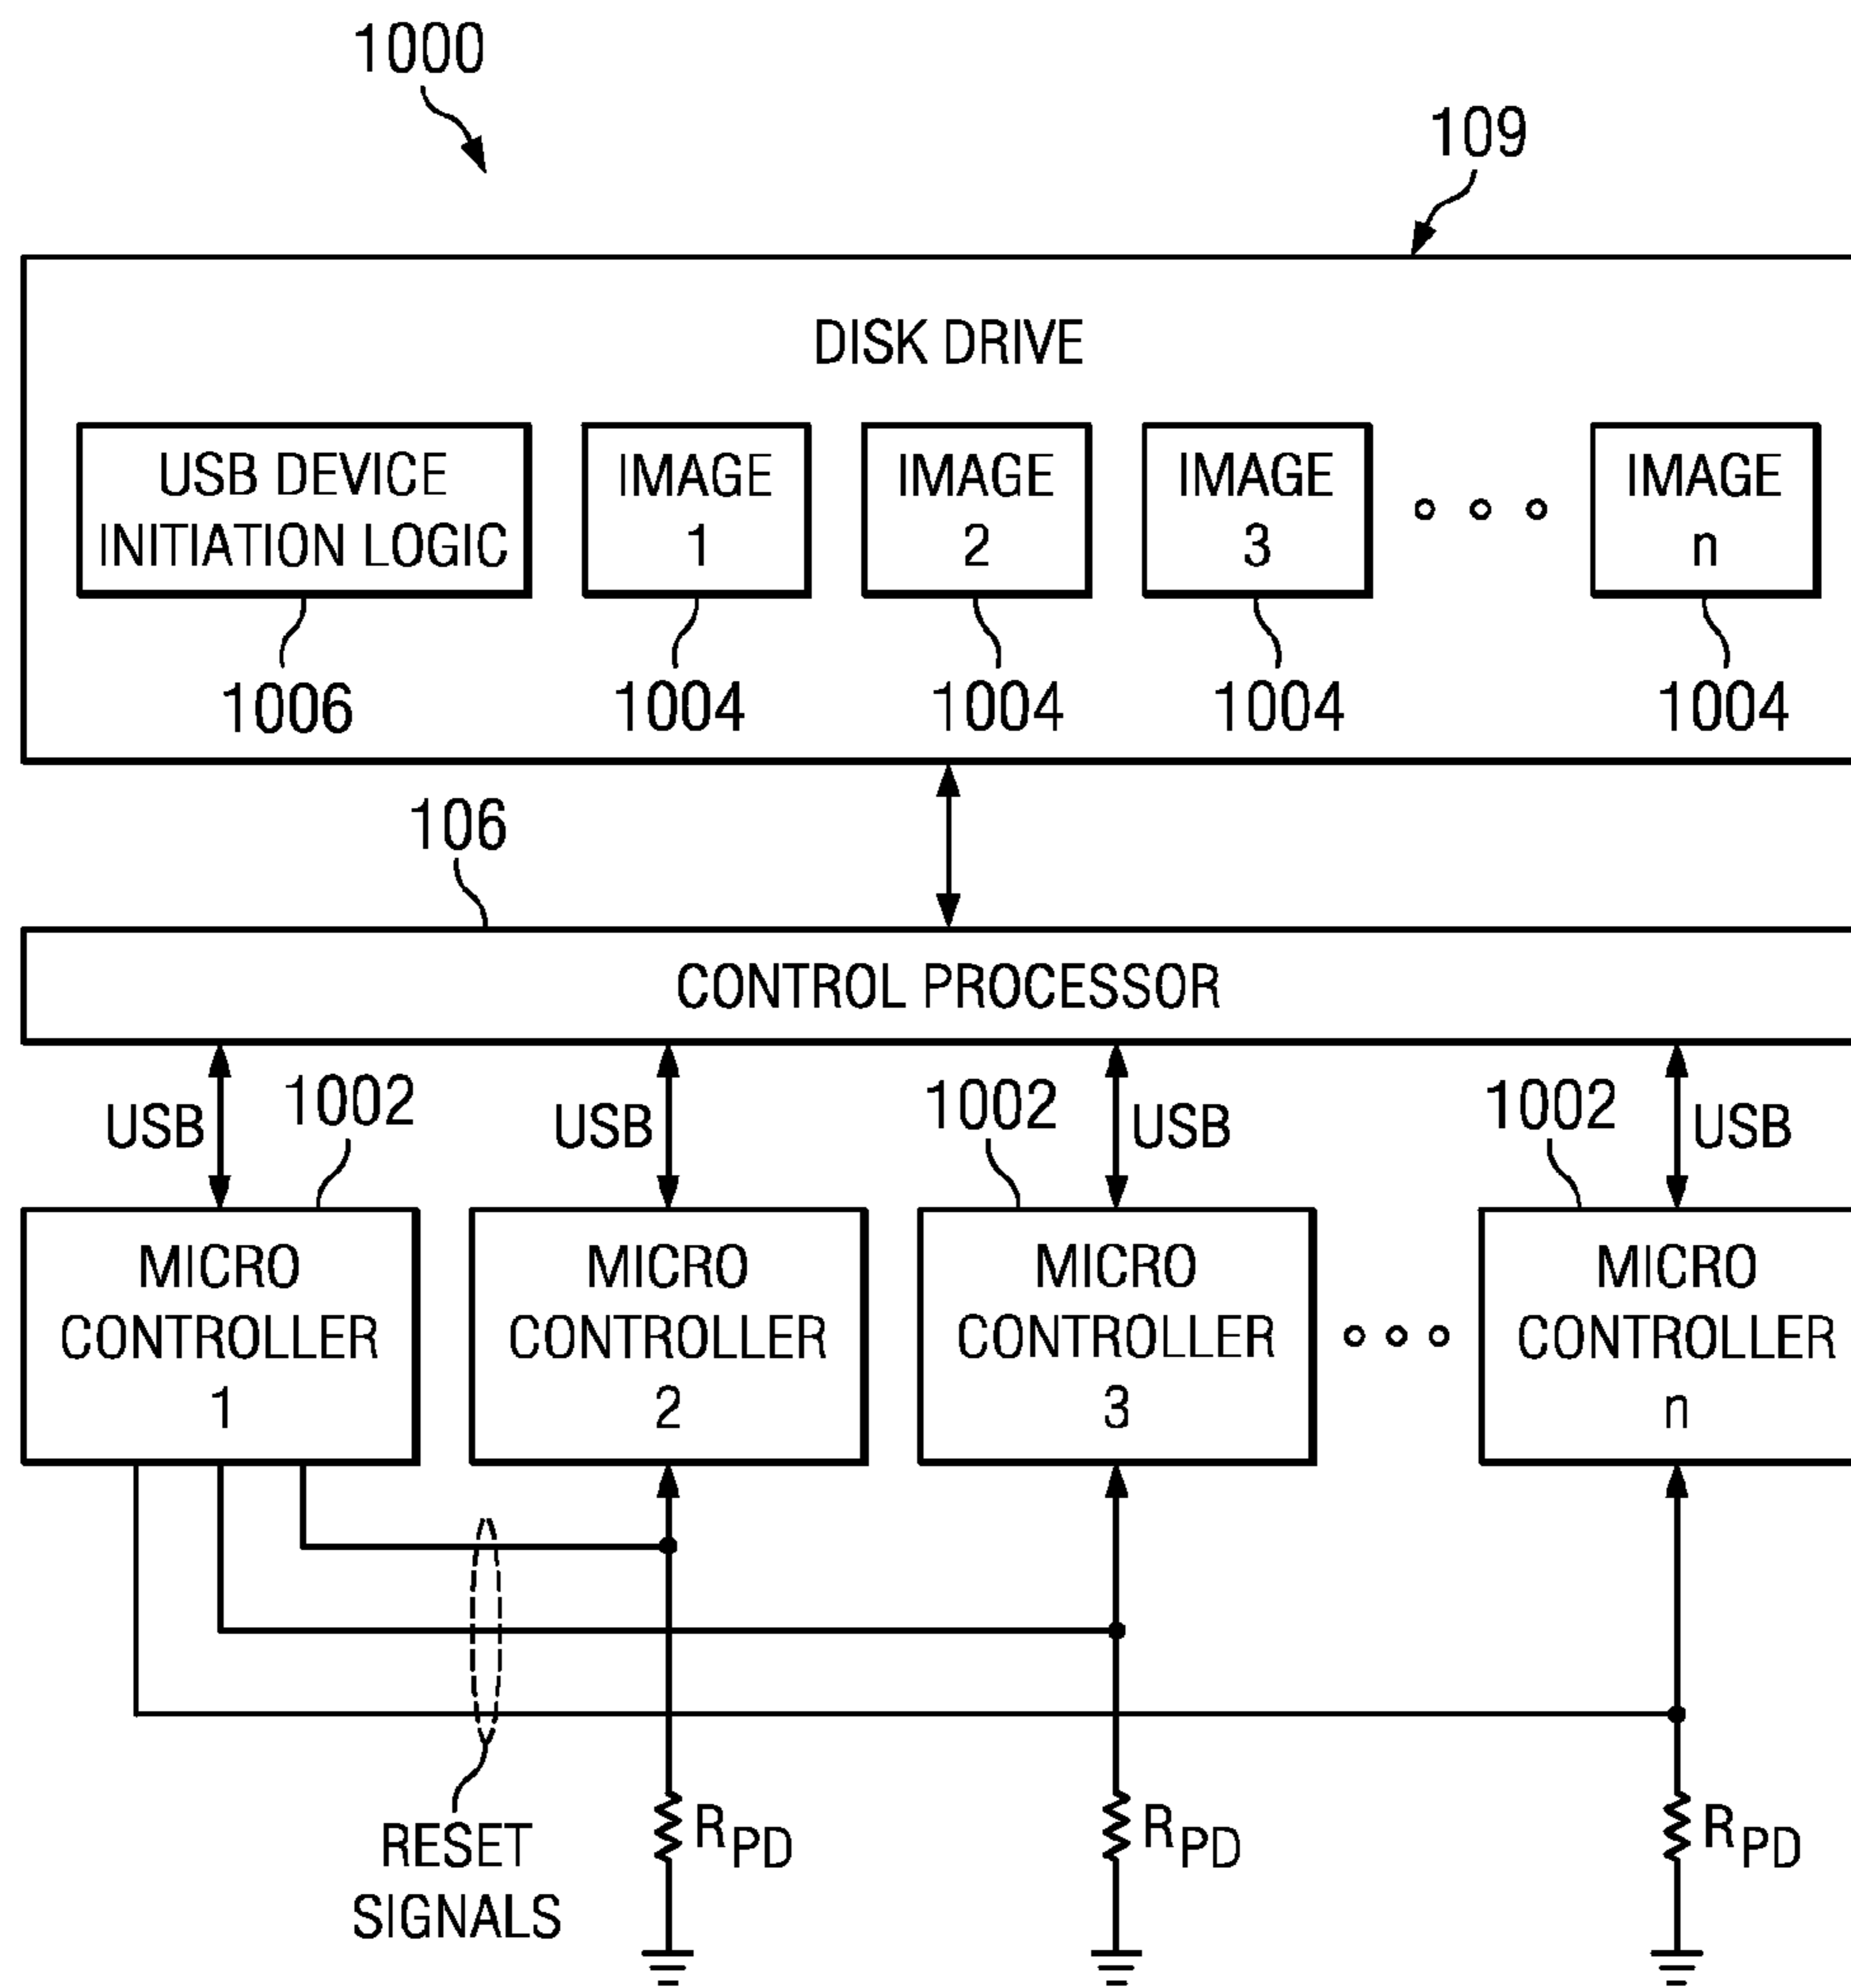 1000
109
DISK DRIVE
USB DEVICE
INITIATION LOGIC
IMAGE
1
IMAGE
2
IMAGE
3
IMAGE
n
1006
1004
1004
1004
1004
106
CONTROL PROCESSOR
USB
1002
USB
1002
USB
1002
USB
MICRO
CONTROLLER
1
MICRO
CONTROLLER
2
MICRO
CONTROLLER
3
MICRO
CONTROLLER
n
RESET
SIGNALS
RPD
RPD
RPD